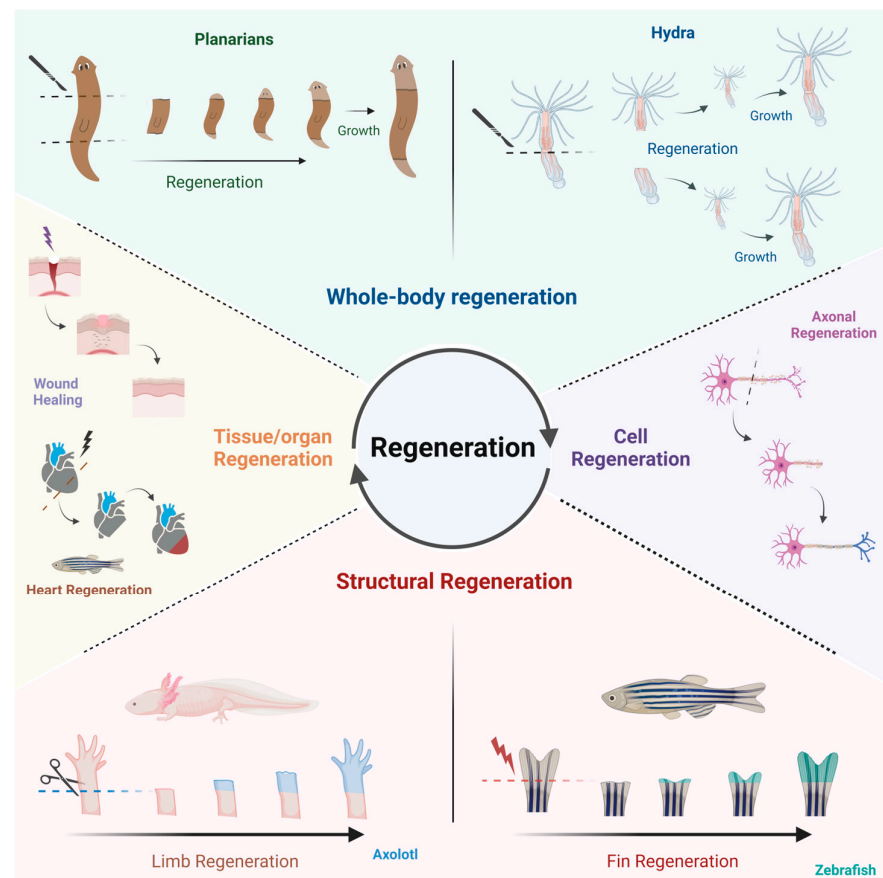 Planarians
Hydra
Growth
Regeneration
Growth
Regeneration
Growth
Whole-body regeneration
Axonal
Regeneration
Wound
Healing
Tissue/organ
Regeneration
Regeneration
Cell
Regeneration
Heart Regeneration
Structural Regeneration
Limb Regeneration
Axolotl
Fin Regeneration
Zebrafish